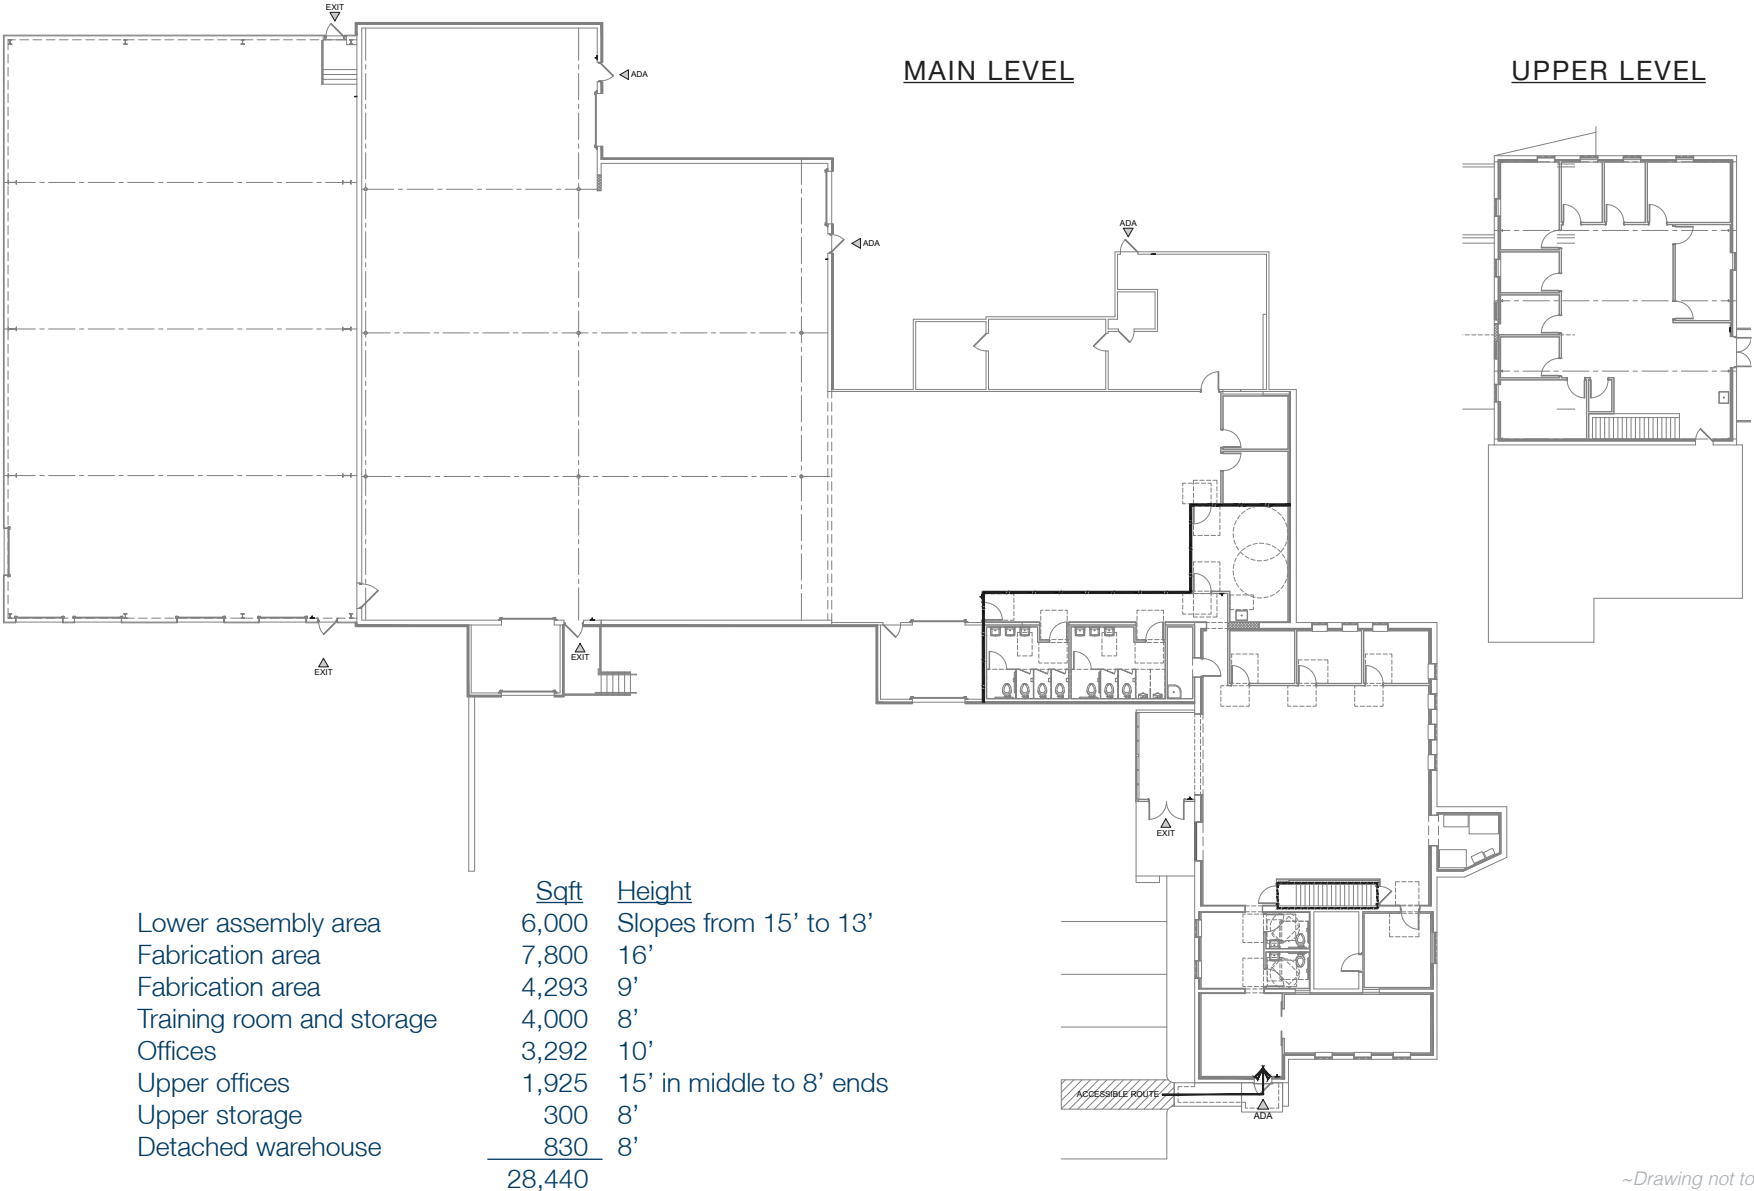 EXIT
MAIN LEVEL
UPPER LEVEL
ADA
ADA
ADA
EXIT
EXIT
EXIT
Sqft Height
Lower assembly area 6,000 Slopes from 15’ to 13’
Fabrication area 7,800 16’
Fabrication area 4,293 9’
Training room and storage 4,000 8’
Offices 3,292 10’
Upper offices 1,925 15’ in middle to 8’ ends
Upper storage 300 8’
Detached warehouse 830 8’
28,440
ACCESSIBLE ROUTE
ADA
~Drawing not to